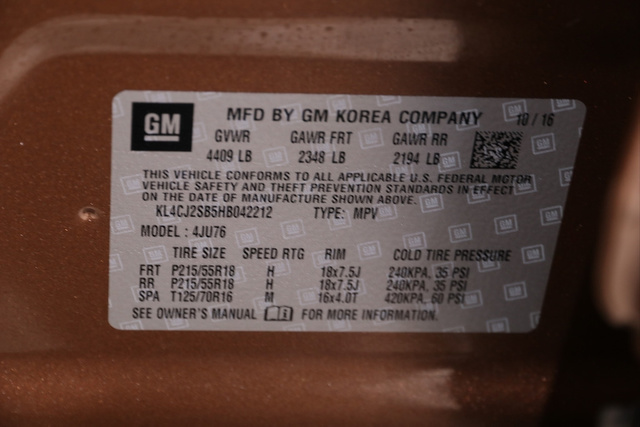 GM MFD BY GM KOREA COMPANY 10 / 16
GVWR GAWR FRT GAWR RR
4409 LB 2348 LB 2194 LB
THIS VEHICLE CONFORMS TO ALL APPLICABLE U.S. FEDERAL MOTOR
VEHICLE SAFETY AND THEFT PREVENTION STANDARDS IN EFFECT
ON THE DATE OF MANUFACTURE SHOWN ABOVE.
KL4CJ2SB5HB042212 TYPE: MPV
MODEL : 4JU76
TIRE SIZE SPEED RTG RIM COLD TIRE PRESSURE
FRT P215/55R18 H 18x7.5J 240KPA, 35 PSI
RR P215/55R18 H 18x7.5J 240KPA, 35 PSI
SPA T125/70R16 M 16x4.0T 420KPA, 60 PSI
SEE OWNER'S MANUAL FOR MORE INFORMATION.